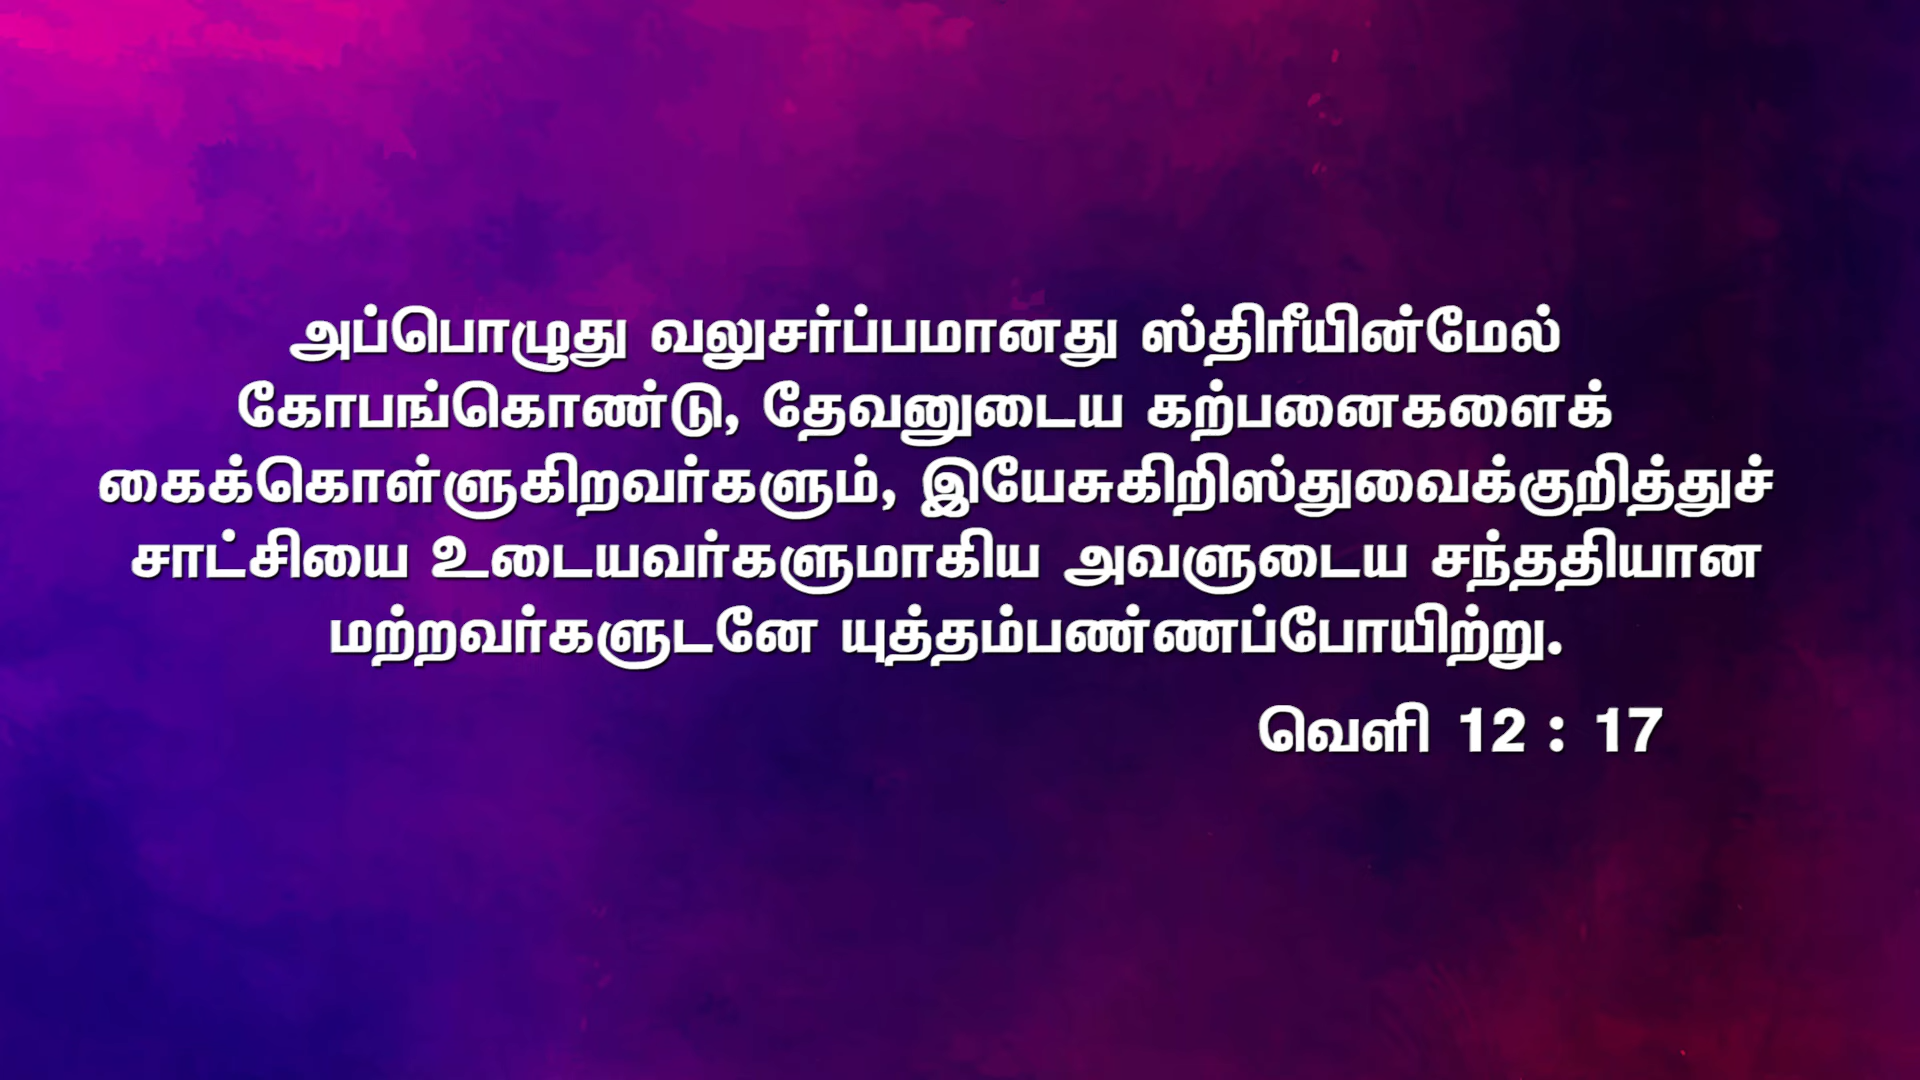 அப்பொழுது வலுசர்ப்பமானது ஸ்திரீயின்மேல்
கோபங்கொண்டு, தேவனுடைய கற்பனைகளைக்
கைக்கொள்ளுகிறவர்களும், இயேசுகிறிஸ்துவைக்குறித்துச்
சாட்சியை உடையவர்களுமாகிய அவளுடைய சந்ததியான
மற்றவர்களுடனே யுத்தம்பண்ணப்போயிற்று.
வெளி 12 : 17